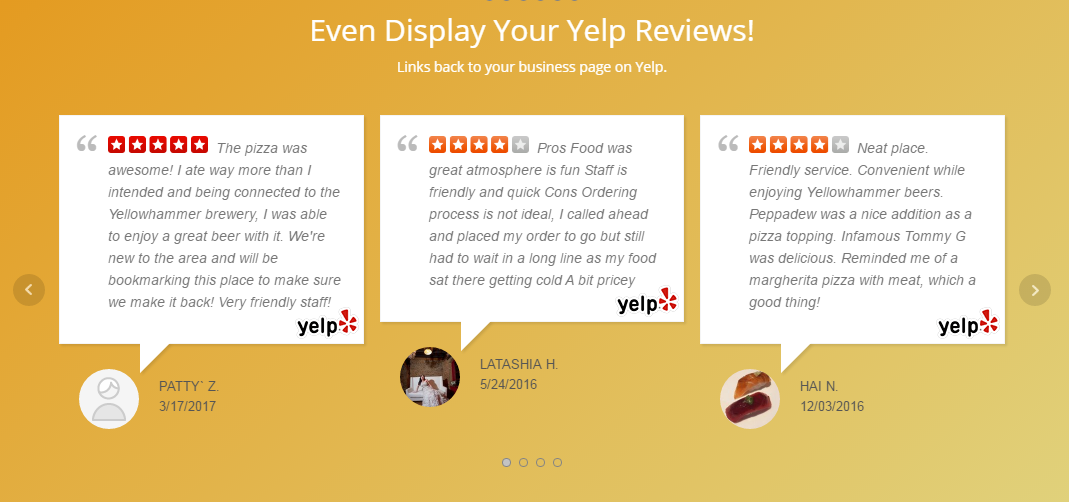 Even Display Your Yelp Reviews!
Links back to your business page on Yelp.
The pizza was
awesome! I ate way more than I
intended and being connected to the
Yellowhammer brewery, I was able
to enjoy a great beer with it. We're
new to the area and will be
bookmarking this place to make sure
we make it back! Very friendly staff!
yelp
PATTY` Z.
3/17/2017
Pros Food was
great atmosphere is fun Staff is
friendly and quick Cons Ordering
process is not ideal, I called ahead
and placed my order to go but still
had to wait in a long line as my food
sat there getting cold A bit pricey
yelp
LATASHIA H.
5/24/2016
Neat place.
Friendly service. Convenient while
enjoying Yellowhammer beers.
Peppadew was a nice addition as a
pizza topping. Infamous Tommy G
was delicious. Reminded me of a
margherita pizza with meat, which a
good thing!
yelp
HAI N.
12/03/2016